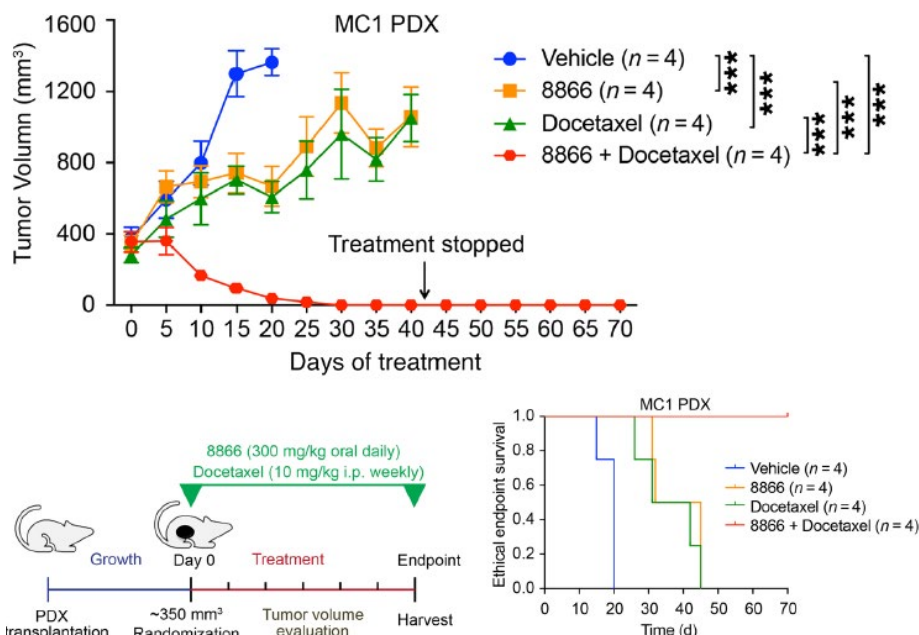 MC1 PDX
Tumor Volumn (mm³)
1600
1200
800
400
0
Vehicle (n = 4)
8866 (n = 4)
Docetaxel (n = 4)
8866 + Docetaxel (n = 4)
***
***
***
***
***
Treatment stopped
0 5 10 15 20 25 30 35 40 45 50 55 60 65 70
Days of treatment
8866 (300 mg/kg oral daily)
Docetaxel (10 mg/kg i.p. weekly)
Growth
Day 0
Treatment
Endpoint
PDX
transplantation
~350 mm³
Randomization
Tumor volume
evaluation
Harvest
MC1 PDX
Ethical endpoint survival
1.0
0.8
0.6
0.4
0.2
0.0
Vehicle (n = 4)
8866 (n = 4)
Docetaxel (n = 4)
8866 + Docetaxel (n = 4)
0 10 20 30 40 50 60 70
Time (d)